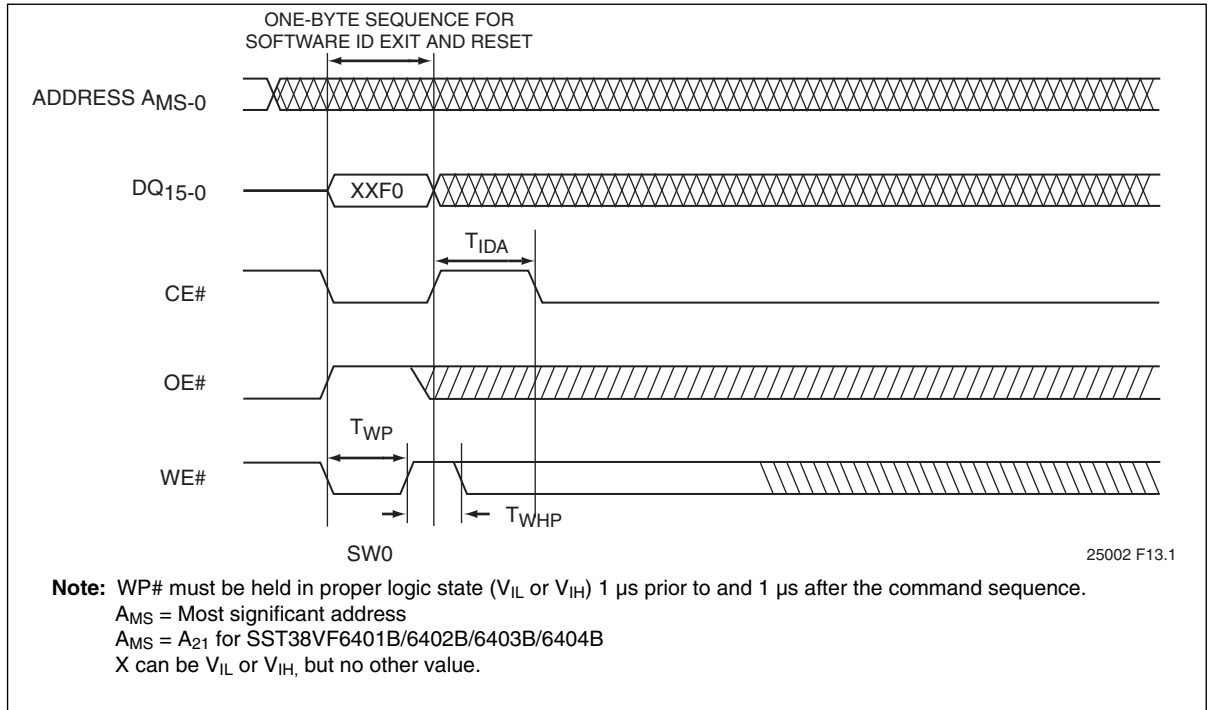 ONE-BYTE SEQUENCE FOR
SOFTWARE ID EXIT AND RESET
ADDRESS AMS-0
DQ15-0
XXF0
TIDA
CE#
OE#
TWP
WE#
TWHP
SW0
25002 F13.1
Note: WP# must be held in proper logic state (VIL or VIH) 1 µs prior to and 1 µs after the command sequence.
AMS = Most significant address
AMS = A21 for SST38VF6401B/6402B/6403B/6404B
X can be VIL or VIH, but no other value.